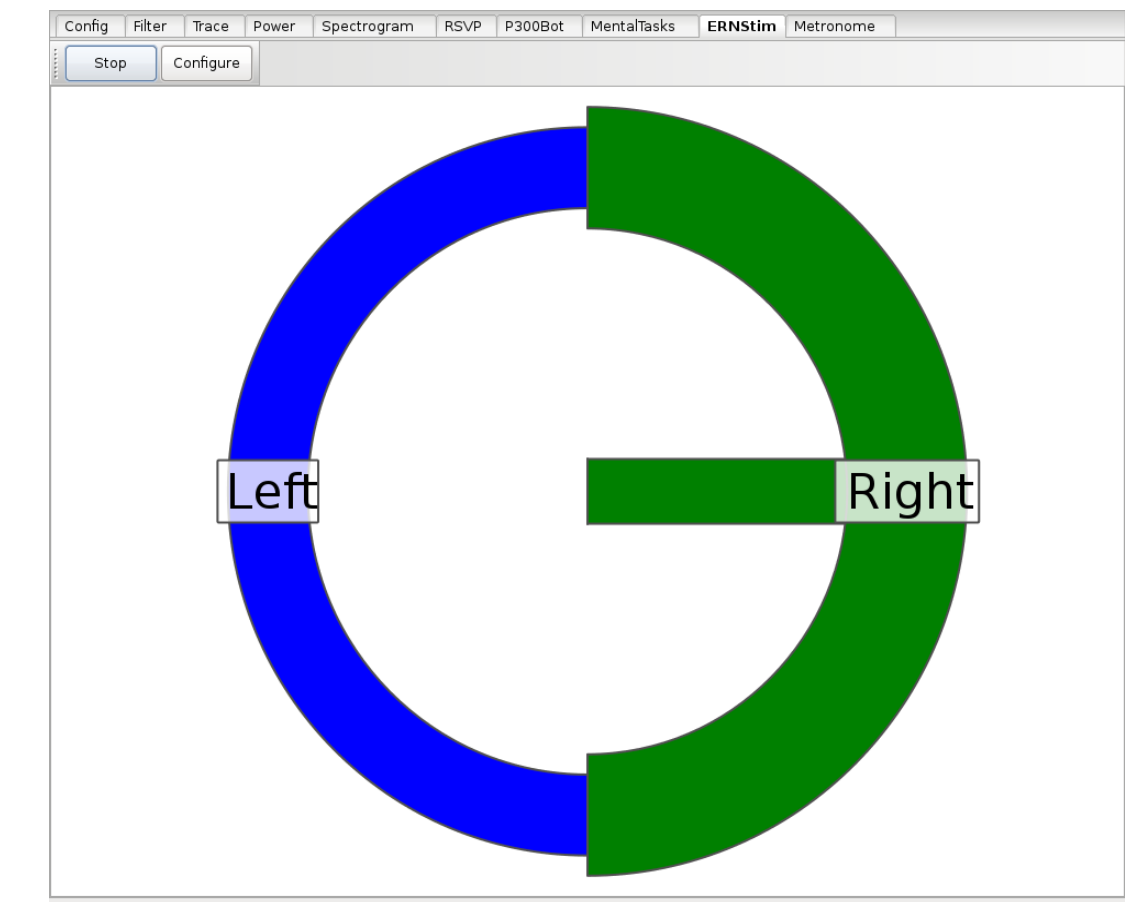 Config Filter Trace Power Spectrogram RSVP P300Bot MentalTasks ERNStim Metronome
Stop Configure
Left Right